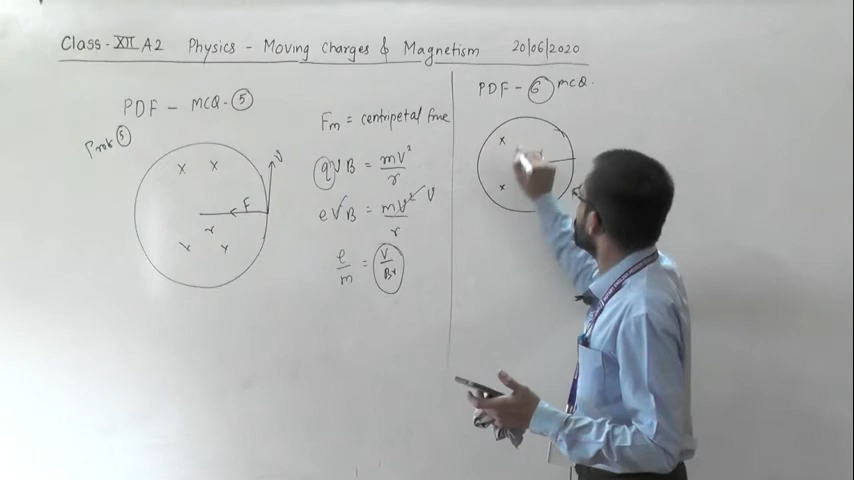 Class - XII A2 Physics - Moving Charges & Magnetism 20/06/2020
PDF - MCQ - 5
Prob 5
x x
V
F
r
Fm = centripetal force
qVB = mV²/r
eVB = mV²/r V
e/m = V/Br
PDF - 6 MCQ.
x
x